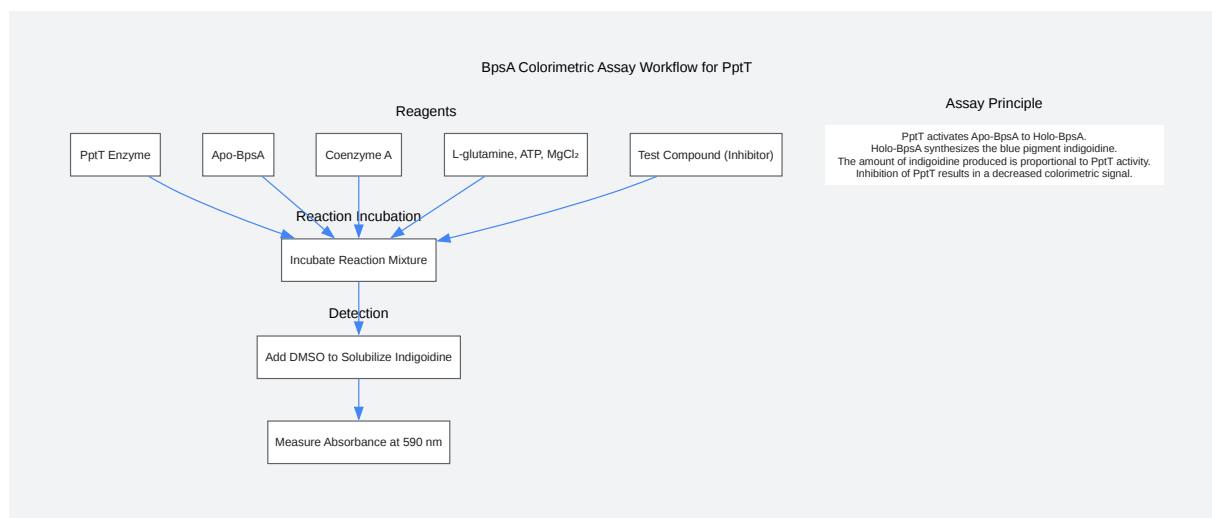 BpsA Colorimetric Assay Workflow for PptT
Reagents
PptT Enzyme
Apo-BpsA
Coenzyme A
L-glutamine, ATP, MgCl₂
Test Compound (Inhibitor)
Reaction Incubation
Incubate Reaction Mixture
Detection
Add DMSO to Solubilize Indigoidine
Measure Absorbance at 590 nm
Assay Principle
PptT activates Apo-BpsA to Holo-BpsA.
Holo-BpsA synthesizes the blue pigment indigoidine.
The amount of indigoidine produced is proportional to PptT activity.
Inhibition of PptT results in a decreased colorimetric signal.